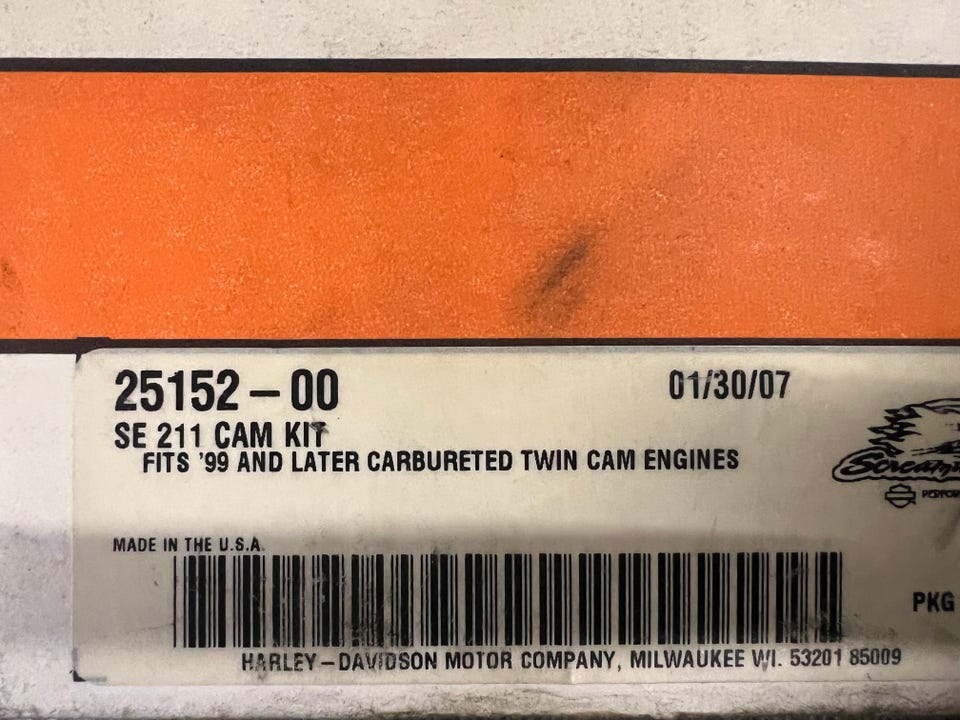 25152-00
01/30/07
SE 211 CAM KIT
FITS '99 AND LATER CARBURETED TWIN CAM ENGINES
MADE IN THE U.S.A.
PKG
HARLEY-DAVIDSON MOTOR COMPANY, MILWAUKEE WI. 53201 85009